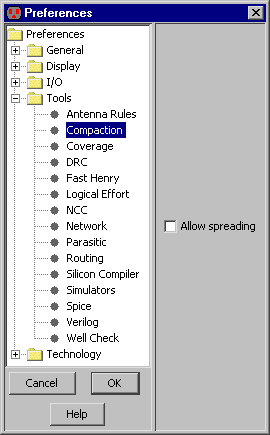 Preferences
Preferences
General
Display
I/O
Tools
Antenna Rules
Compaction
Coverage
DRC
Fast Henry
Logical Effort
NCC
Network
Parasitic
Routing
Silicon Compiler
Simulators
Spice
Verilog
Well Check
Technology
Allow spreading
Cancel
OK
Help